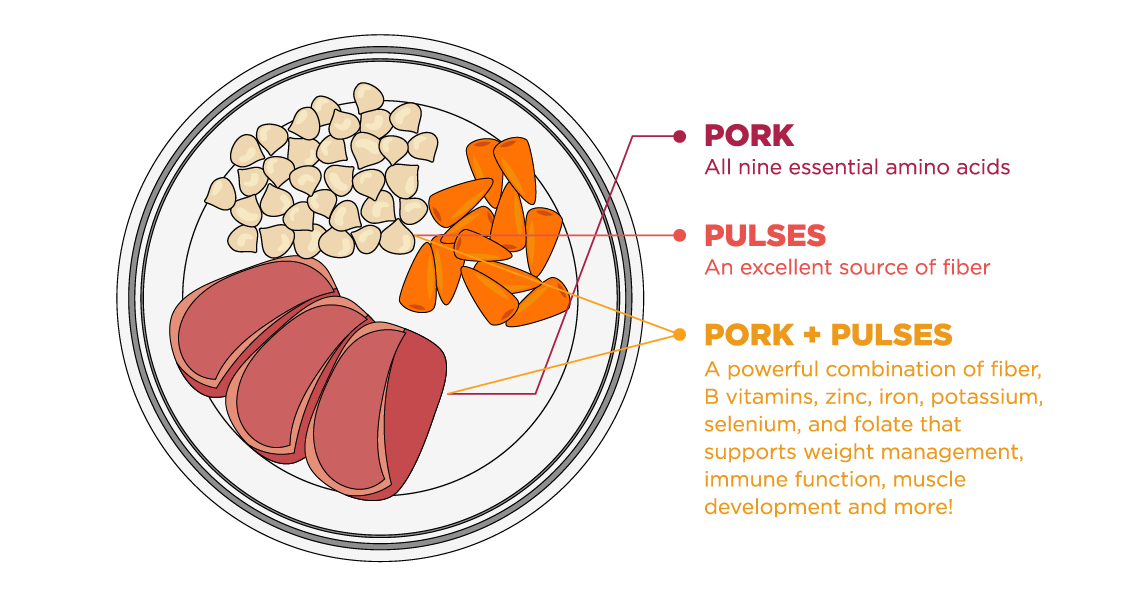 PORK
All nine essential amino acids
PULSES
An excellent source of fiber
PORK + PULSES
A powerful combination of fiber,
B vitamins, zinc, iron, potassium,
selenium, and folate that
supports weight management,
immune function, muscle
development and more!